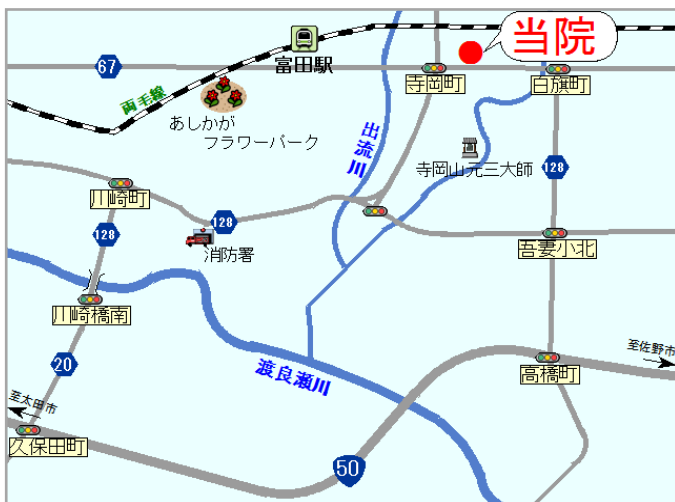 当院
富田駅
67
寺岡町
白旗町
両毛線
あしかが
フラワーパーク
出流川
寺岡山元三大師
128
川崎町
128
128
消防署
吾妻小北
川崎橋南
至佐野市
渡良瀬川
高橋町
20
至太田市
久保田町
50